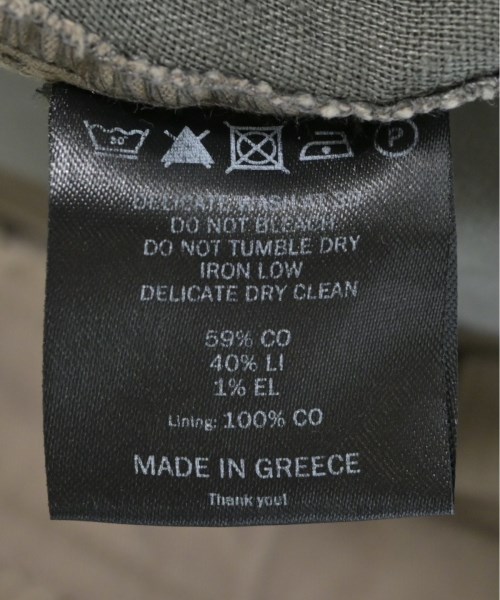 30°
P
DELICATE WASH AT 30°
DO NOT BLEACH
DO NOT TUMBLE DRY
IRON LOW
DELICATE DRY CLEAN
59% CO
40% LI
1% EL
Lining: 100% CO
MADE IN GREECE
Thank you!